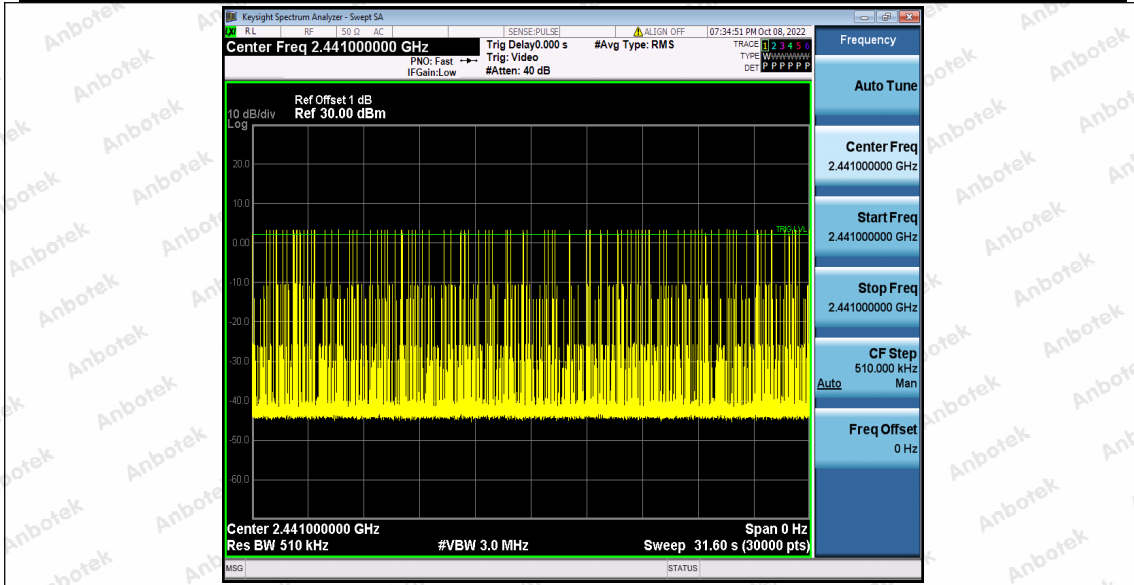 Keysight Spectrum Analyzer - Swept SA
LXI RL RF 50 Ω AC SENSE:PULSE ALIGN OFF 07:34:51 PM Oct 08, 2022
Center Freq 2.441000000 GHz
Trig Delay0.000 s
#Avg Type: RMS
TRACE 1 2 3 4 5 6
PNO: Fast
Trig: Video
TYPE W W W W W W
IFGain:Low
#Atten: 40 dB
DET P P P P P P
Ref Offset 1 dB
10 dB/div
Ref 30.00 dBm
Log
20.0
10.0
TRIG LVL
0.00
-10.0
-20.0
-30.0
-40.0
-50.0
-60.0
Center 2.441000000 GHz
Span 0 Hz
Res BW 510 kHz
#VBW 3.0 MHz
Sweep 31.60 s (30000 pts)
MSG
STATUS
Frequency
Auto Tune
Center Freq
2.441000000 GHz
Start Freq
2.441000000 GHz
Stop Freq
2.441000000 GHz
CF Step
510.000 kHz
Auto Man
Freq Offset
0 Hz
Anbotek